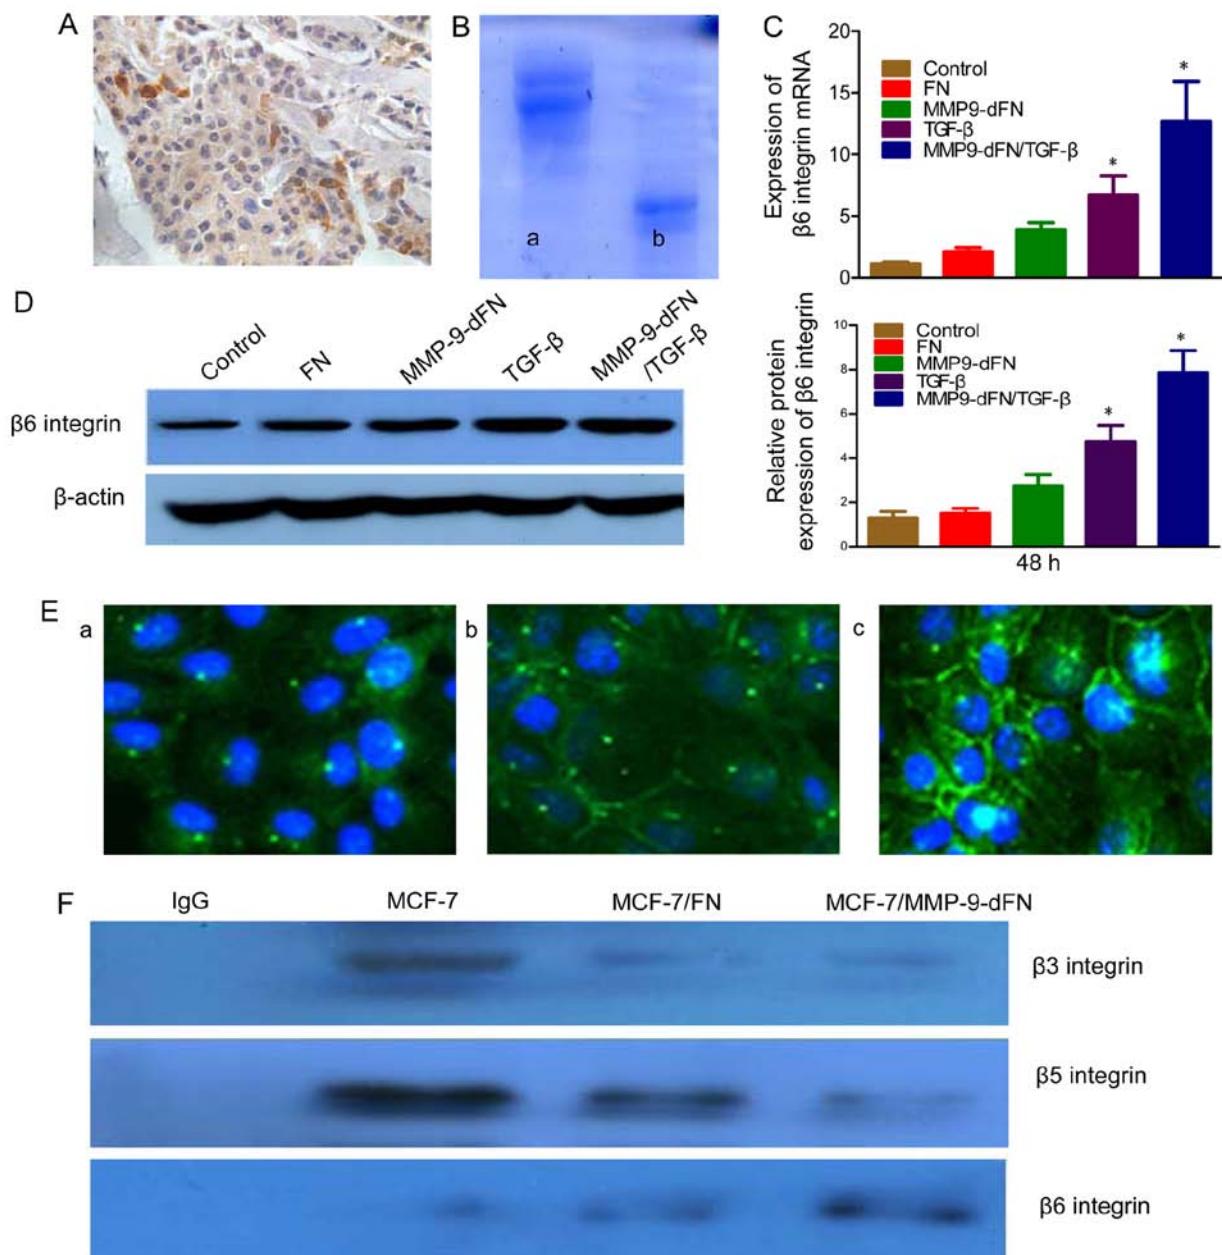 A
B
a
b
C
Expression of
β6 integrin mRNA
20
15
10
5
0
Control
FN
MMP9-dFN
TGF-β
MMP9-dFN/TGF-β
*
*
D
Control
FN
MMP-9-dFN
TGF-β
MMP-9-dFN
/TGF-β
β6 integrin
β-actin
Relative protein
expression of β6 integrin
10
8
6
4
2
0
Control
FN
MMP9-dFN
TGF-β
MMP9-dFN/TGF-β
*
*
48 h
E
a
b
c
F
IgG
MCF-7
MCF-7/FN
MCF-7/MMP-9-dFN
β3 integrin
β5 integrin
β6 integrin